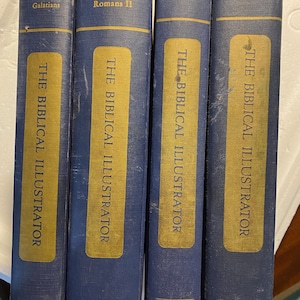 Galatians
THE BIBLICAL ILLUSTRATOR
Romans II
THE BIBLICAL ILLUSTRATOR
THE BIBLICAL ILLUSTRATOR
THE BIBLICAL ILLUSTRATOR